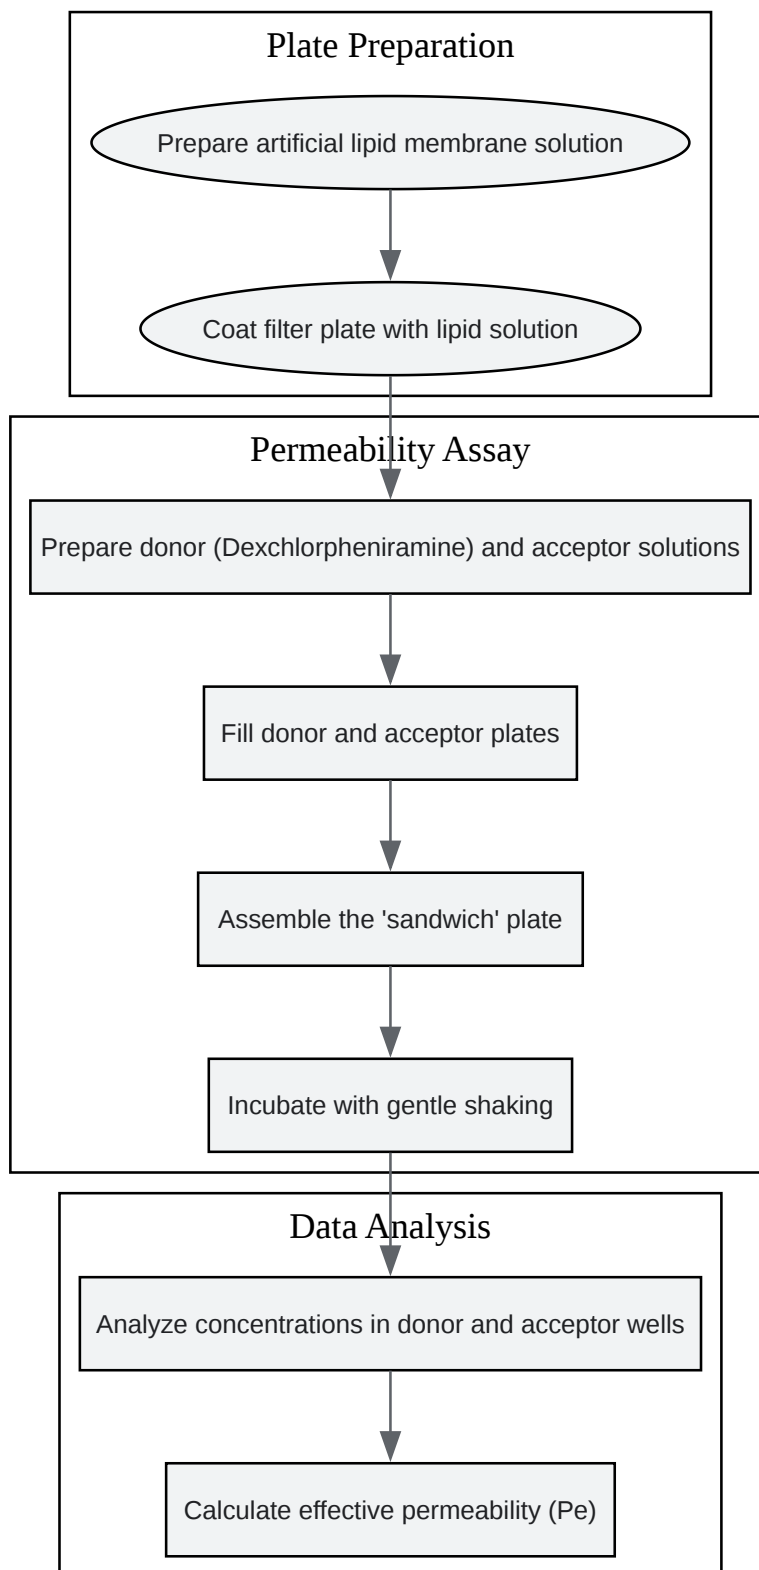 Plate Preparation
Prepare artificial lipid membrane solution
Coat filter plate with lipid solution
Permeability Assay
Prepare donor (Dexchlorpheniramine) and acceptor solutions
Fill donor and acceptor plates
Assemble the 'sandwich' plate
Incubate with gentle shaking
Data Analysis
Analyze concentrations in donor and acceptor wells
Calculate effective permeability (Pe)